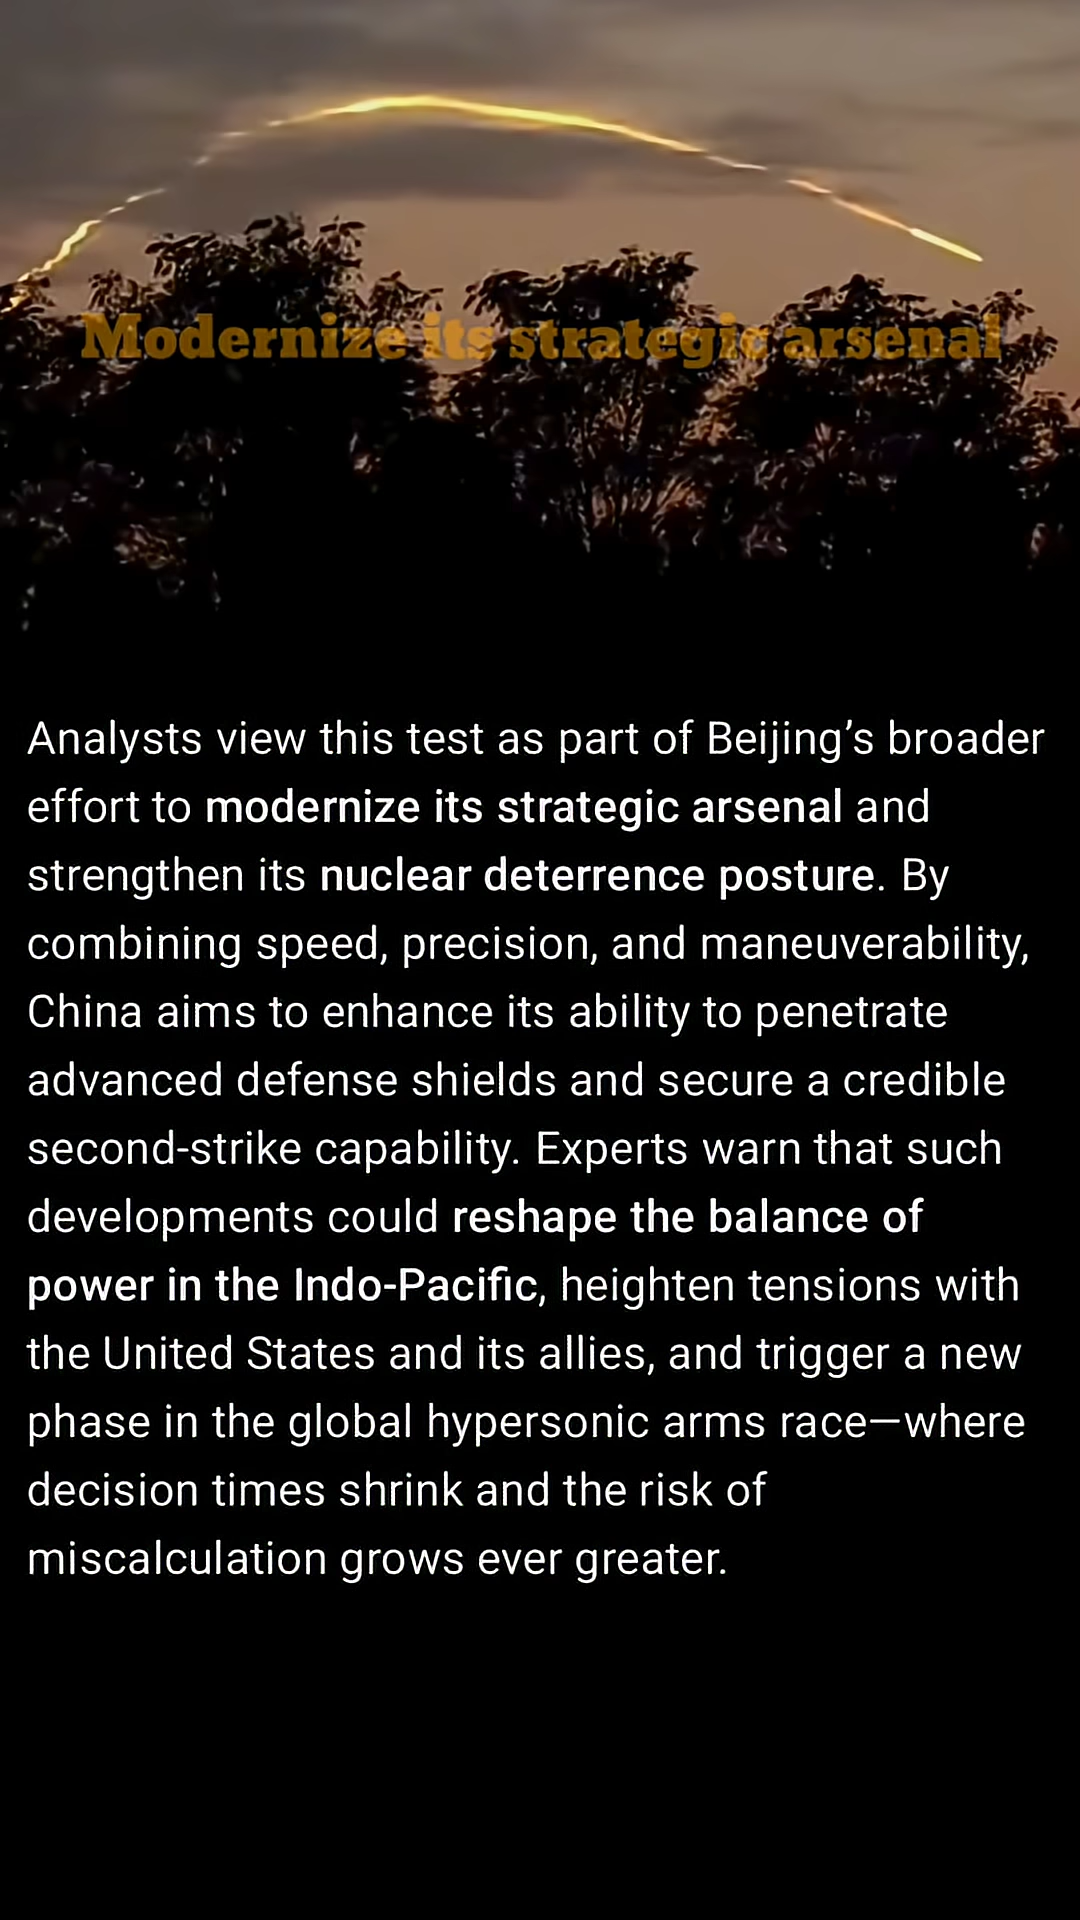 Modernize its strategic arsenal
Analysts view this test as part of Beijing’s broader
effort to modernize its strategic arsenal and
strengthen its nuclear deterrence posture. By
combining speed, precision, and maneuverability,
China aims to enhance its ability to penetrate
advanced defense shields and secure a credible
second-strike capability. Experts warn that such
developments could reshape the balance of
power in the Indo-Pacific, heighten tensions with
the United States and its allies, and trigger a new
phase in the global hypersonic arms race—where
decision times shrink and the risk of
miscalculation grows ever greater.